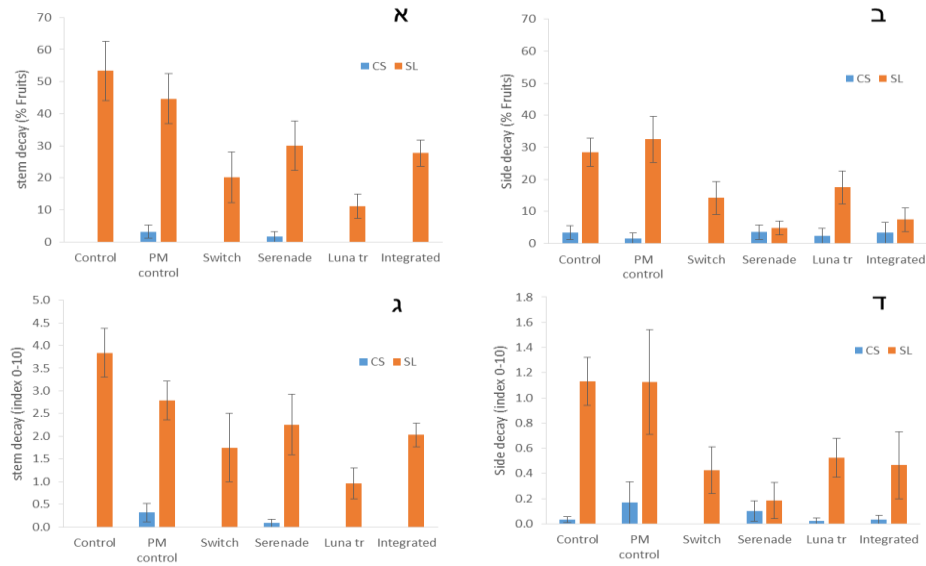 א
70
60
50
40
30
20
10
0
stem decay (% Fruits)
CS SL
Control PM control Switch Serenade Luna tr Integrated
ב
70
60
50
40
30
20
10
0
Side decay (% Fruits)
CS SL
Control PM control Switch Serenade Luna tr Integrated
ג
5.0
4.5
4.0
3.5
3.0
2.5
2.0
1.5
1.0
0.5
0.0
stem decay (index 0-10)
CS SL
Control PM control Switch Serenade Luna tr Integrated
ד
1.8
1.6
1.4
1.2
1.0
0.8
0.6
0.4
0.2
0.0
Side decay (index 0-10)
CS SL
Control PM control Switch Serenade Luna tr Integrated